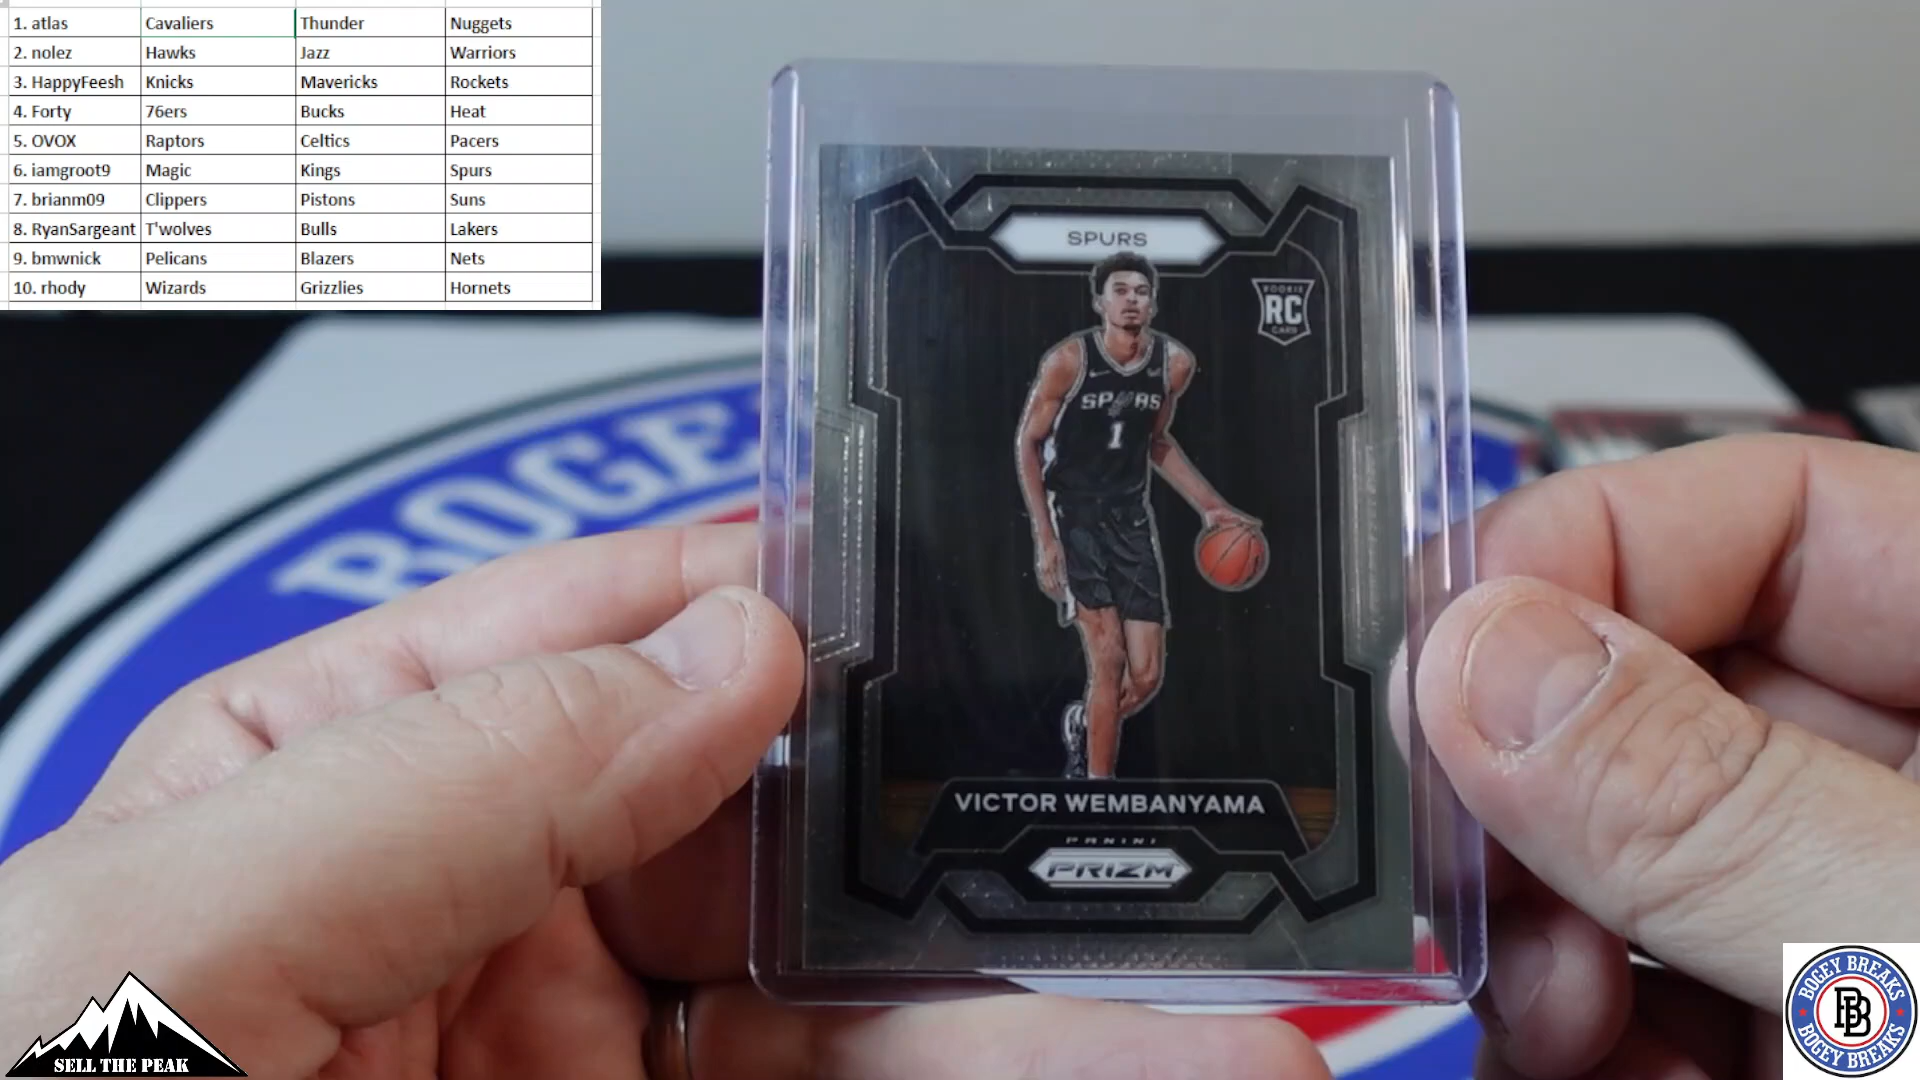 1. atlas Cavaliers Thunder Nuggets
2. nolez Hawks Jazz Warriors
3. HappyFeesh Knicks Mavericks Rockets
4. Forty 76ers Bucks Heat
5. OVOX Raptors Celtics Pacers
6. iamgroot9 Magic Kings Spurs
7. brianm09 Clippers Pistons Suns
8. RyanSargeant T'wolves Bulls Lakers
9. bmwnick Pelicans Blazers Nets
10. rhody Wizards Grizzlies Hornets
SPURS
ROOKIE
RC
CARD
SPURS
1
VICTOR WEMBANYAMA
PANINI
PRIZM
BOGE
SELL THE PEAK
BOGEY BREAKS
BB
BOGEY BREAKS